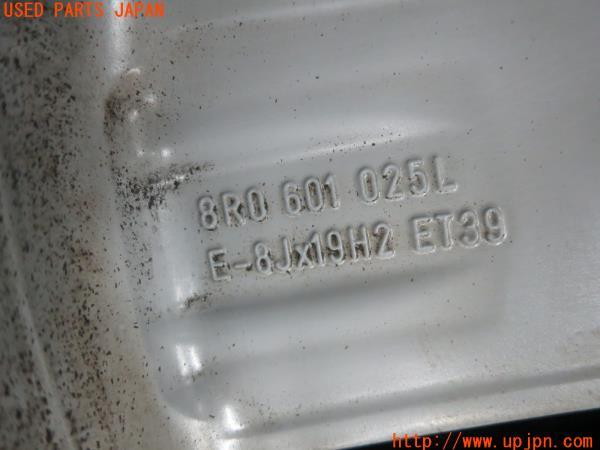 USED PARTS JAPAN
8R0 601 025L
E-8Jx19H2 ET39
http://www.upjpn.com/